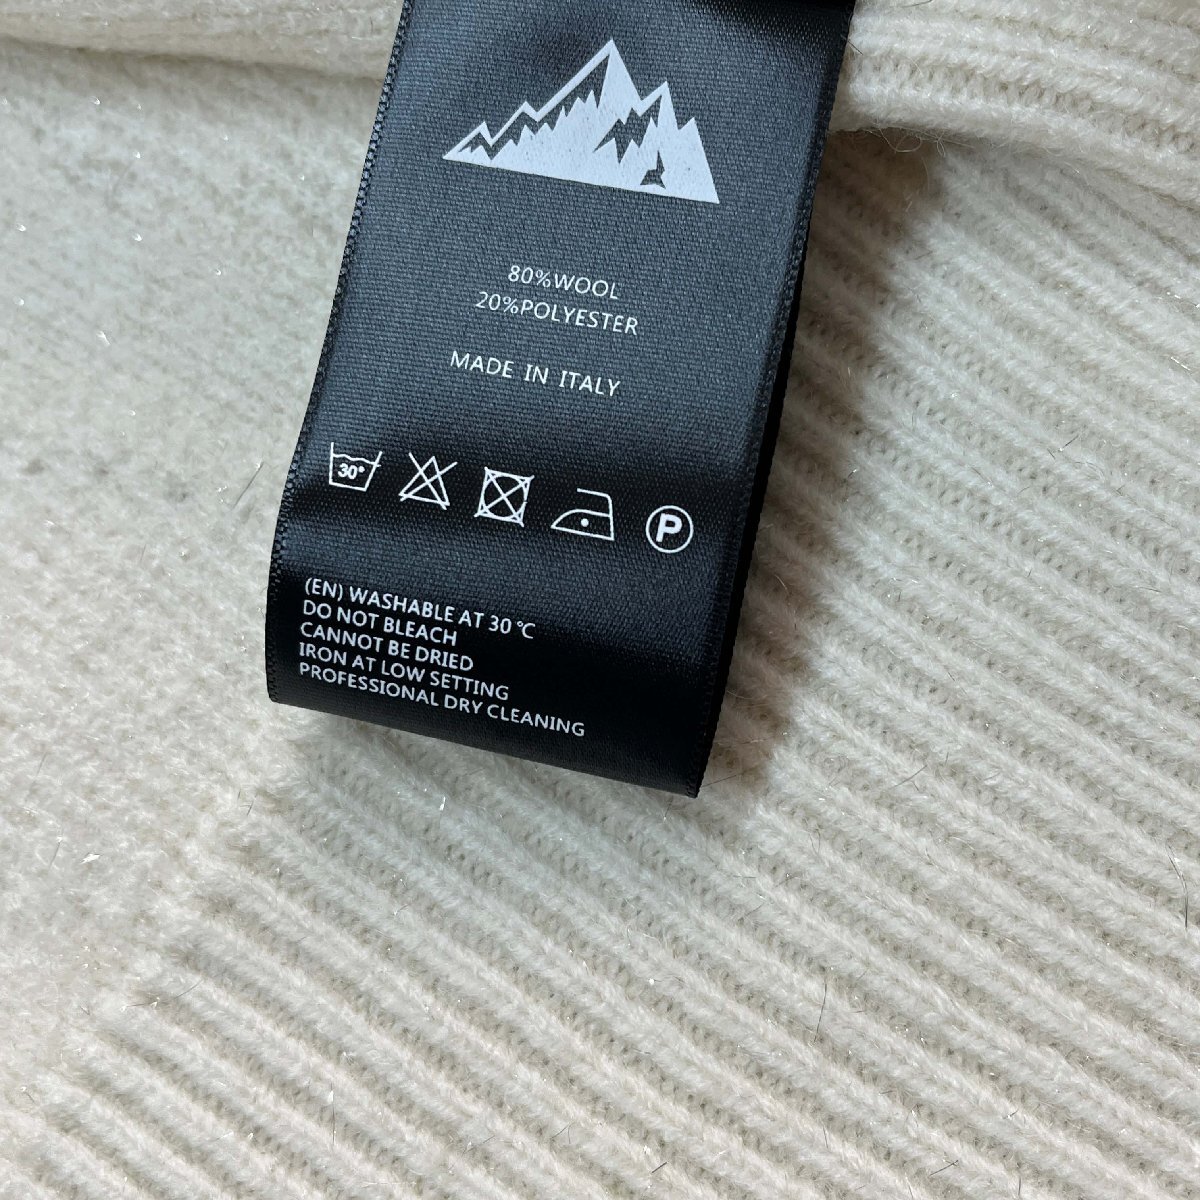 80%WOOL
20%POLYESTER
MADE IN ITALY
30°
P
(EN) WASHABLE AT 30 ℃
DO NOT BLEACH
CANNOT BE DRIED
IRON AT LOW SETTING
PROFESSIONAL DRY CLEANING